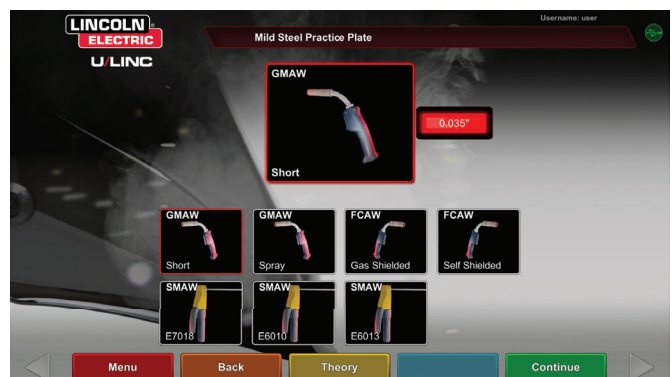 LINCOLN
ELECTRIC
U/LINC
Username: user
Mild Steel Practice Plate
GMAW
Short
0.035"
GMAW
Short
GMAW
Spray
FCAW
Gas Shielded
FCAW
Self Shielded
SMAW
E7018
SMAW
E6010
SMAW
E6013
Menu
Back
Theory
Continue